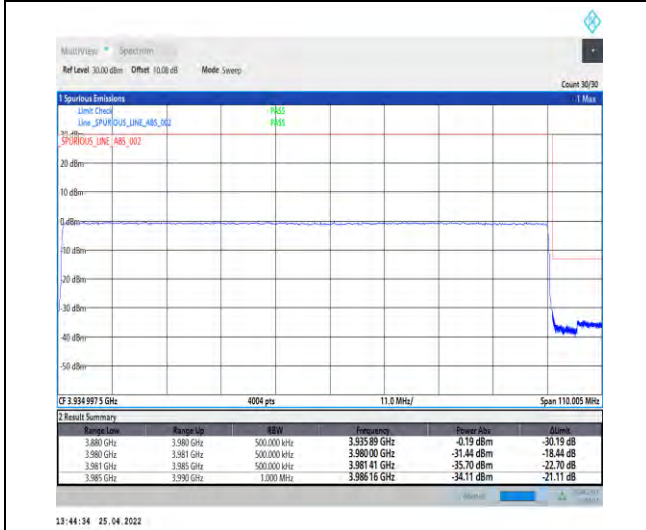 MultiView Spectrum
Ref Level 30.00 dBm Offset 10.08 dB Mode Sweep
Count 30/30
1 Spurious Emissions 1 Max
Limit Check PASS
Line _SPURIOUS_LINE_ABS_002 PASS
30 dBm
_SPURIOUS_LINE_ABS_002
20 dBm
10 dBm
0 dBm
-10 dBm
-20 dBm
-30 dBm
-40 dBm
-50 dBm
CF 3.934 997 5 GHz 4004 pts 11.0 MHz/ Span 110.005 MHz
2 Result Summary
Range Low Range Up RBW Frequency Power Abs ΔLimit
3.880 GHz 3.980 GHz 500.000 kHz 3.935 89 GHz -0.19 dBm -30.19 dB
3.980 GHz 3.981 GHz 500.000 kHz 3.980 00 GHz -31.44 dBm -18.44 dB
3.981 GHz 3.985 GHz 500.000 kHz 3.981 41 GHz -35.70 dBm -22.70 dB
3.985 GHz 3.990 GHz 1.000 MHz 3.986 16 GHz -34.11 dBm -21.11 dB
13:44:34 25.04.2022